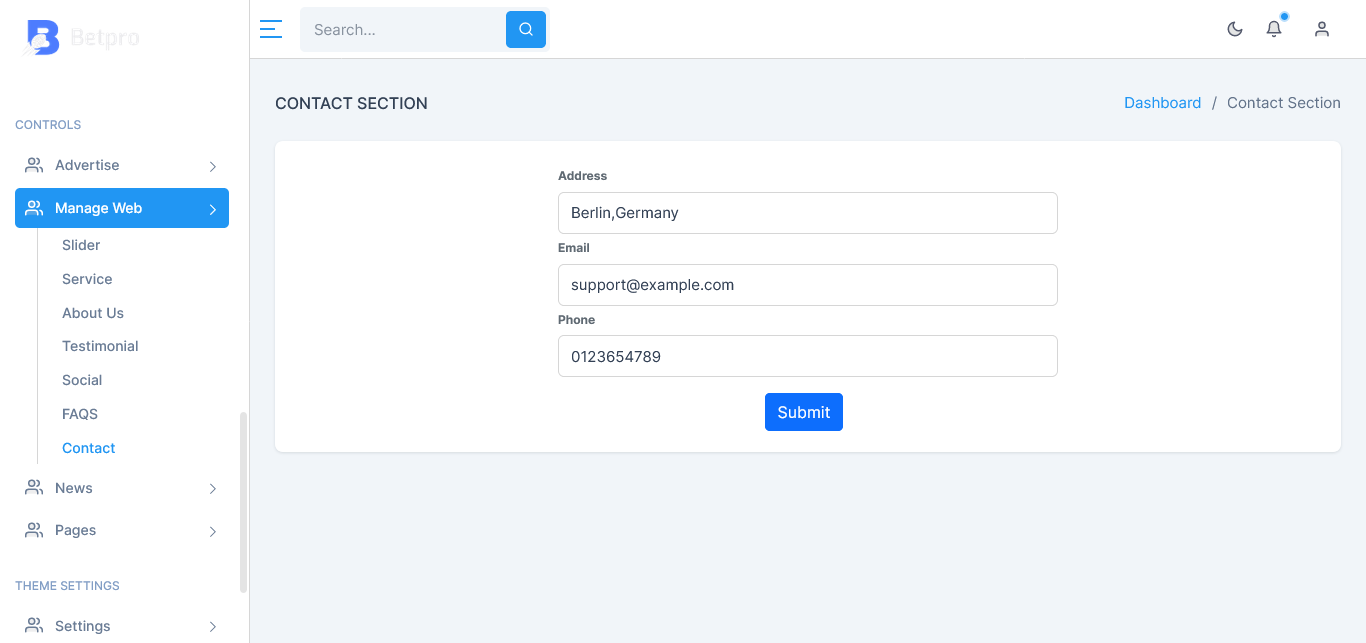 Betpro
Search...
CONTROLS
Advertise
Manage Web
Slider
Service
About Us
Testimonial
Social
FAQS
Contact
News
Pages
THEME SETTINGS
Settings
CONTACT SECTION
Dashboard / Contact Section
Address
Berlin,Germany
Email
support@example.com
Phone
0123654789
Submit